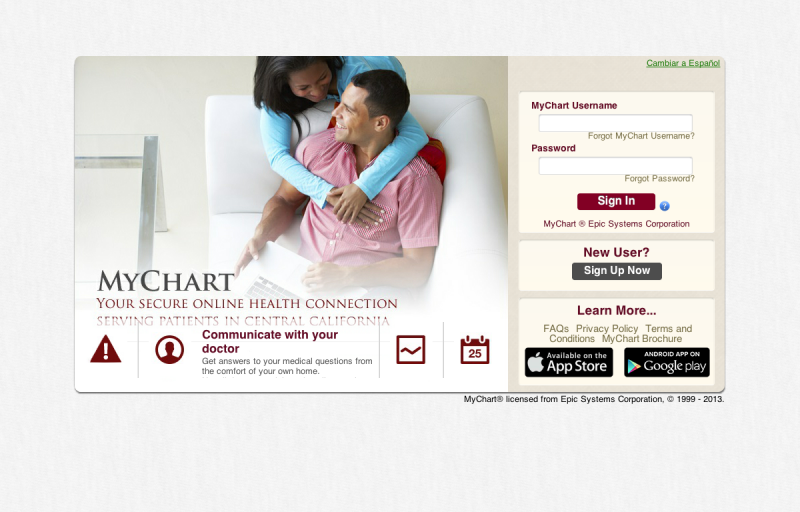 Cambiar a Español
MyChart Username
Forgot MyChart Username?
Password
Forgot Password?
Sign In
?
MyChart ® Epic Systems Corporation
New User?
Sign Up Now
Learn More...
FAQs Privacy Policy Terms and
Conditions MyChart Brochure
Available on the
App Store
ANDROID APP ON
Google play
MYCHART
YOUR SECURE ONLINE HEALTH CONNECTION
SERVING PATIENTS IN CENTRAL CALIFORNIA
Communicate with your
doctor
Get answers to your medical questions from
the comfort of your own home.
25
MyChart® licensed from Epic Systems Corporation, © 1999 - 2013.